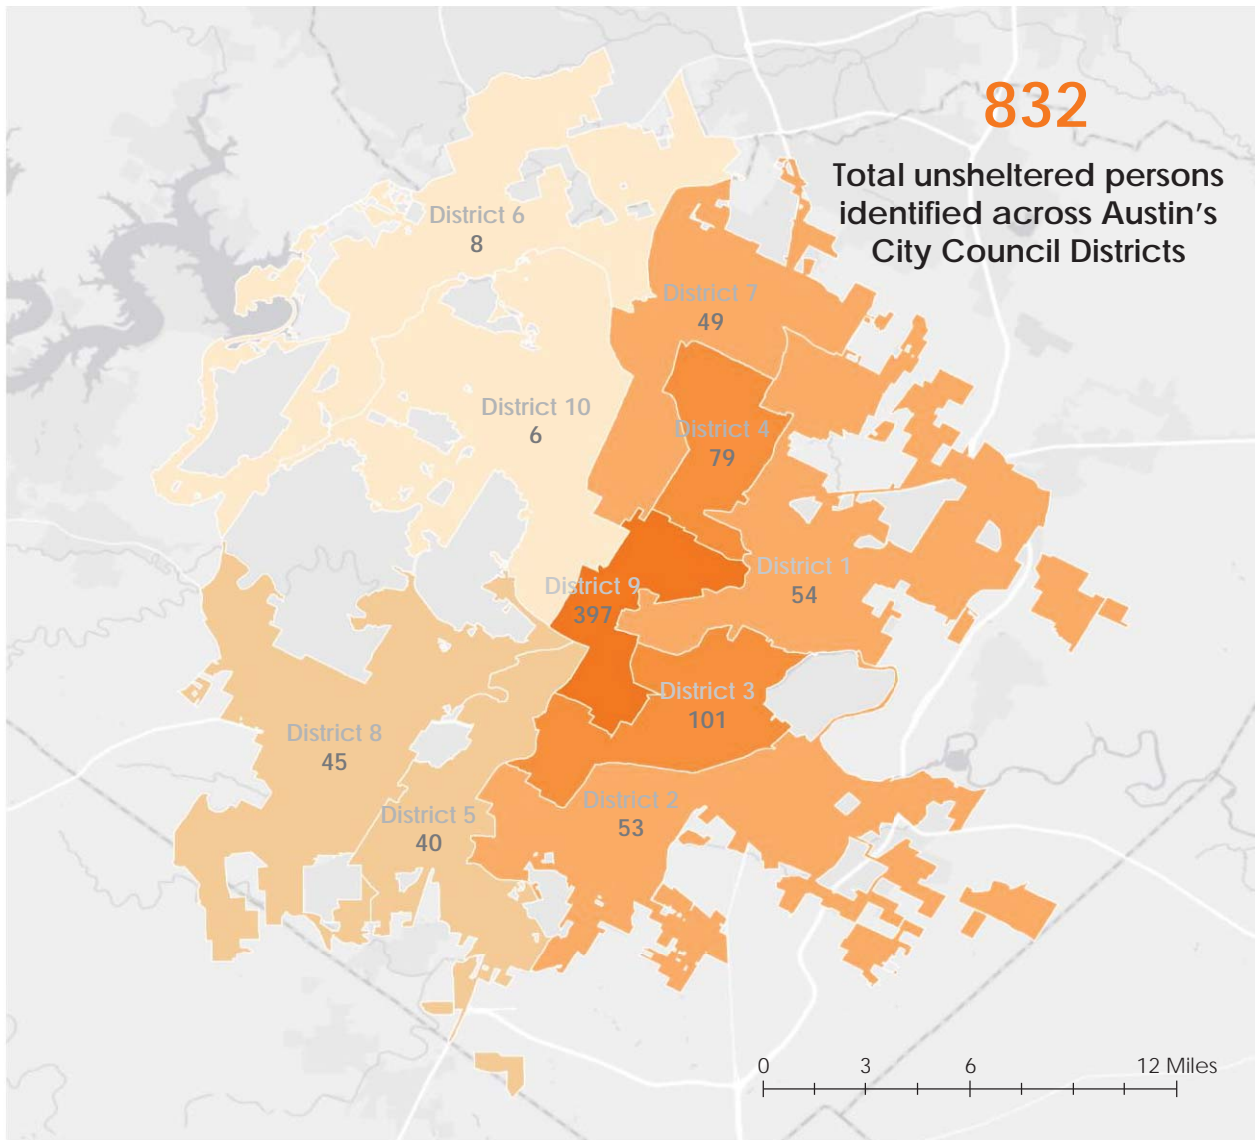 832
Total unsheltered persons
identified across Austin's
City Council Districts
District 6
8
District 7
49
District 10
6
District 4
79
District 1
54
District 9
397
District 3
101
District 8
45
District 2
53
District 5
40
0 3 6 12 Miles